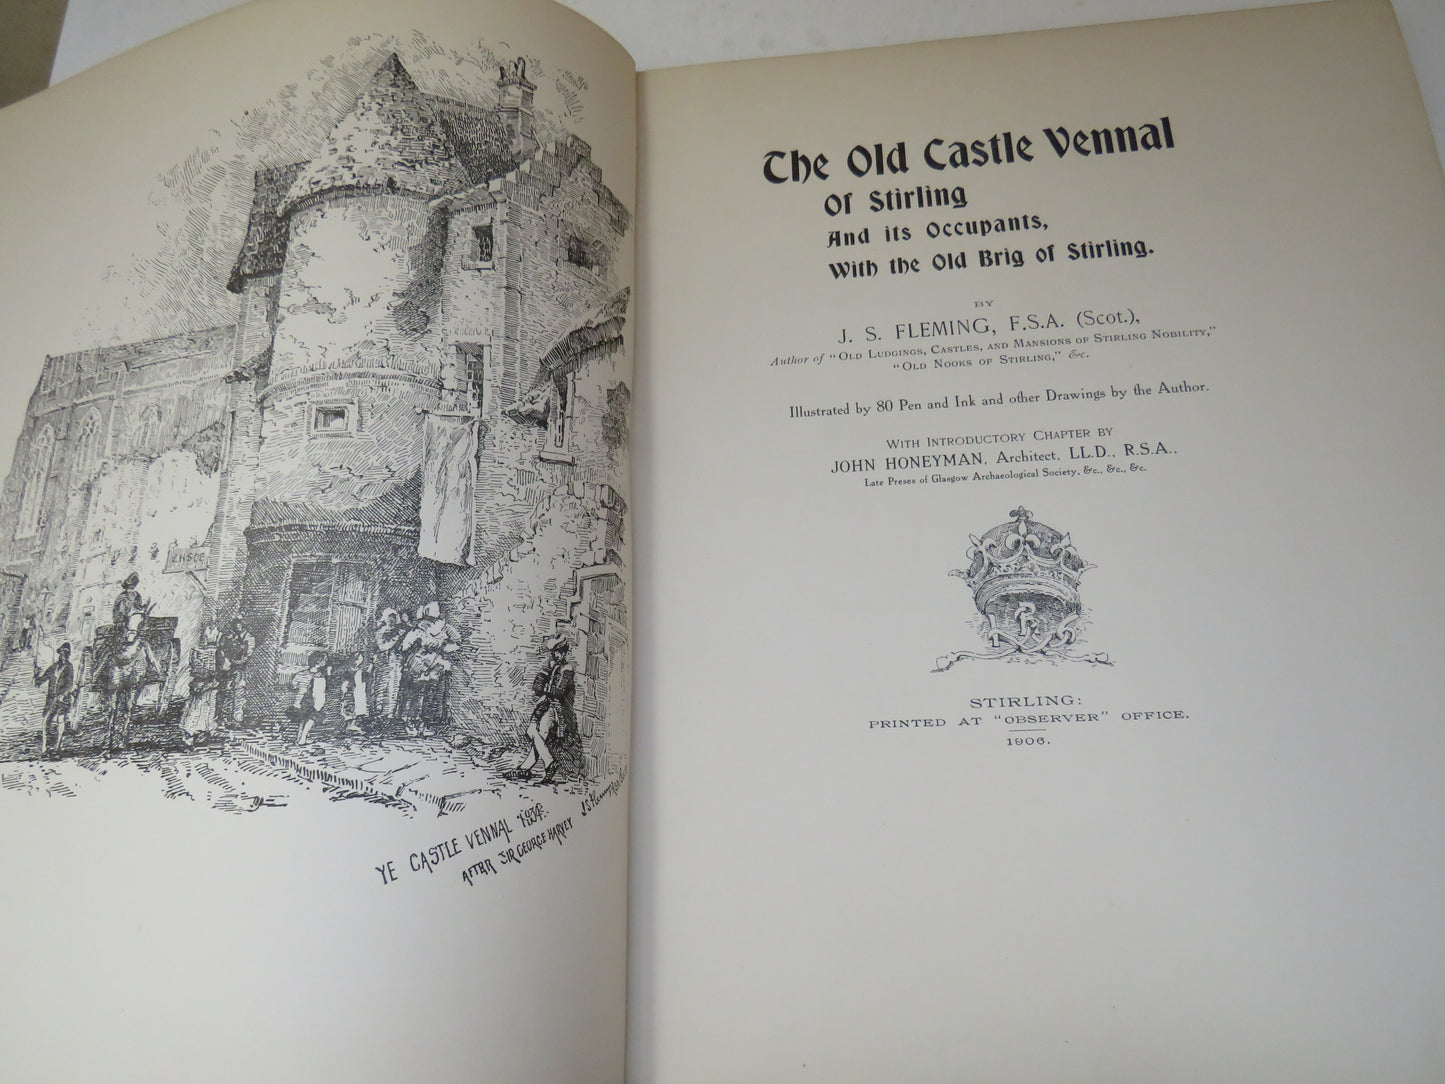 YE CASTLE VENNAL
AFTER SIR GEORGE HARVEY
The Old Castle Vennal
Of Stirling
And its Occupants,
With the Old Brig of Stirling.
BY
J. S. FLEMING, F.S.A. (Scot.),
Author of "OLD LUDGINGS, CASTLES, AND MANSIONS OF STIRLING NOBILITY,"
"OLD NOOKS OF STIRLING," &c.
Illustrated by 80 Pen and Ink and other Drawings by the Author.
WITH INTRODUCTORY CHAPTER BY
JOHN HONEYMAN, Architect, LL.D., R.S.A.,
Late Preses of Glasgow Archaeological Society, &c., &c., &c.
STIRLING:
PRINTED AT "OBSERVER" OFFICE.
1906.